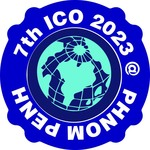 7th ICO 2023 @
PHNOM PENH